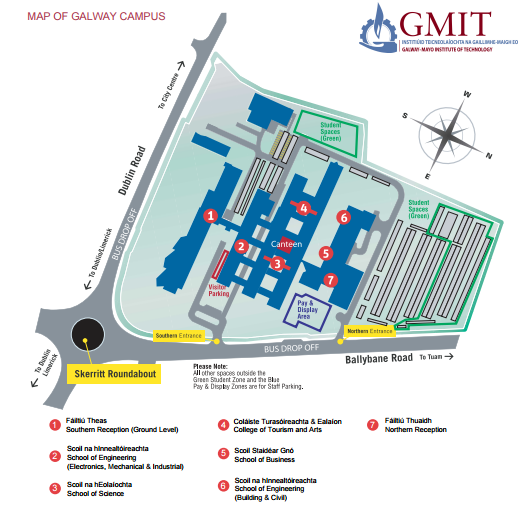 MAP OF GALWAY CAMPUS
GMIT
INSTITIÚID TEICNEOLAÍOCHTA NA GAILLIMHE-MAIGH EO
GALWAY-MAYO INSTITUTE OF TECHNOLOGY
To City Centre
Dublin Road
BUS DROP OFF
To Dublin/Limerick
Student
Spaces
(Green)
W
S
N
E
Student
Spaces
(Green)
1
2
3
4
5
6
7
Canteen
Visitor
Parking
Pay &
Display
Area
Southern Entrance
Northern Entrance
BUS DROP OFF
Ballybane Road
To Tuam
To Dublin
Limerick
Skerritt Roundabout
Please Note:
All other spaces outside the
Green Student Zone and the Blue
Pay & Display Zones are for Staff Parking.
1 Fáiltiú Theas
Southern Reception (Ground Level)
2 Scoil na hInnealtóireachta
School of Engineering
(Electronics, Mechanical & Industrial)
3 Scoil na hEolaíochta
School of Science
4 Coláiste Turasóireachta & Ealaíon
College of Tourism and Arts
5 Scoil Staidéar Gnó
School of Business
6 Scoil na hInnealtóireachta
School of Engineering
(Building & Civil)
7 Fáiltiú Thuaidh
Northern Reception